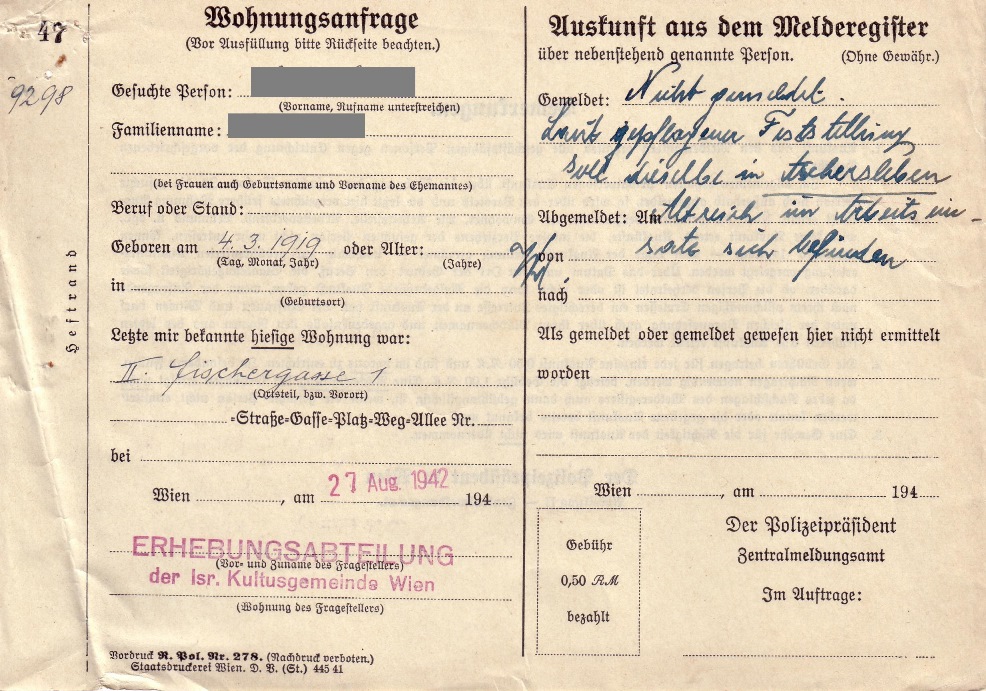 47
9298
Heftrand
Wohnungsanfrage
(Vor Ausfüllung bitte Rückseite beachten.)
Gesuchte Person:
(Vorname, Rufname unterstreichen)
Familienname:
(bei Frauen auch Geburtsname und Vorname des Ehemannes)
Beruf oder Stand:
Geboren am 4.3.1919 oder Alter:
(Tag, Monat, Jahr) (Jahre)
in
(Geburtsort)
Letzte mir bekannte hiesige Wohnung war:
II. Fischergasse 1
(Ortsteil, bzw. Vorort)
=Straße=Gasse=Platz=Weg=Allee Nr.
bei
Wien , am 27 Aug. 1942 194
ERHEBUNGSABTEILUNG
(Vor- und Zuname des Fragestellers)
der Isr. Kultusgemeinde Wien
(Wohnung des Fragestellers)
Vordruck R. Pol. Nr. 278. (Nachdruck verboten.)
Staatsdruckerei Wien. D. V. (St.) 445 41
Auskunft aus dem Melderegister
über nebenstehend genannte Person. (Ohne Gewähr.)
Gemeldet: Nicht gemeldet.
Laut gepflogener Feststellung
soll dieselbe in Aschersleben
Abgemeldet: Am Altreich im Arbeitsein-
von satz sich befinden
nach
Als gemeldet oder gemeldet gewesen hier nicht ermittelt
worden
Wien , am 194
Gebühr
0,50 RM
bezahlt
Der Polizeipräsident
Zentralmeldungsamt
Im Auftrage: